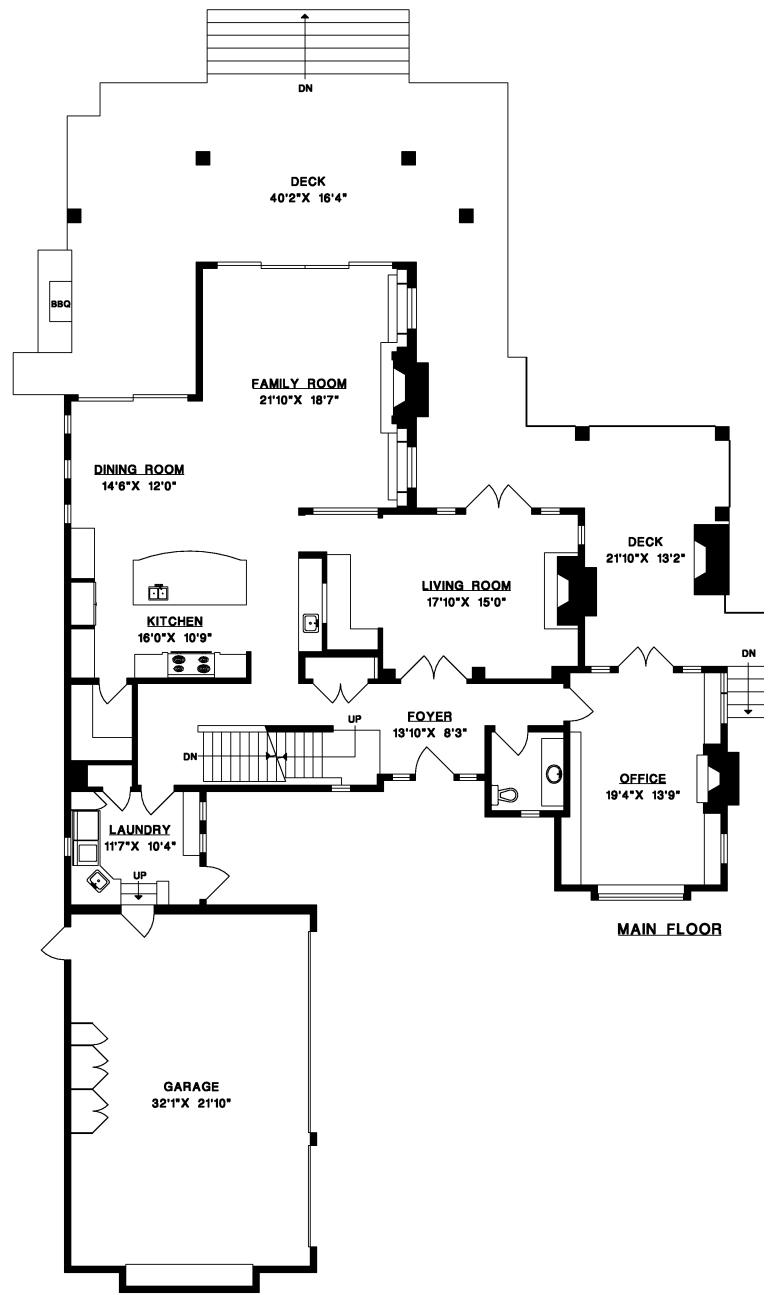 DN
DECK
40'2"X 16'4"
BBQ
FAMILY ROOM
21'10"X 18'7"
DINING ROOM
14'6"X 12'0"
DECK
21'10"X 13'2"
LIVING ROOM
17'10"X 15'0"
KITCHEN
16'0"X 10'9"
DN
UP
FOYER
13'10"X 8'3"
DN
OFFICE
19'4"X 13'9"
LAUNDRY
11'7"X 10'4"
UP
MAIN FLOOR
GARAGE
32'1"X 21'10"